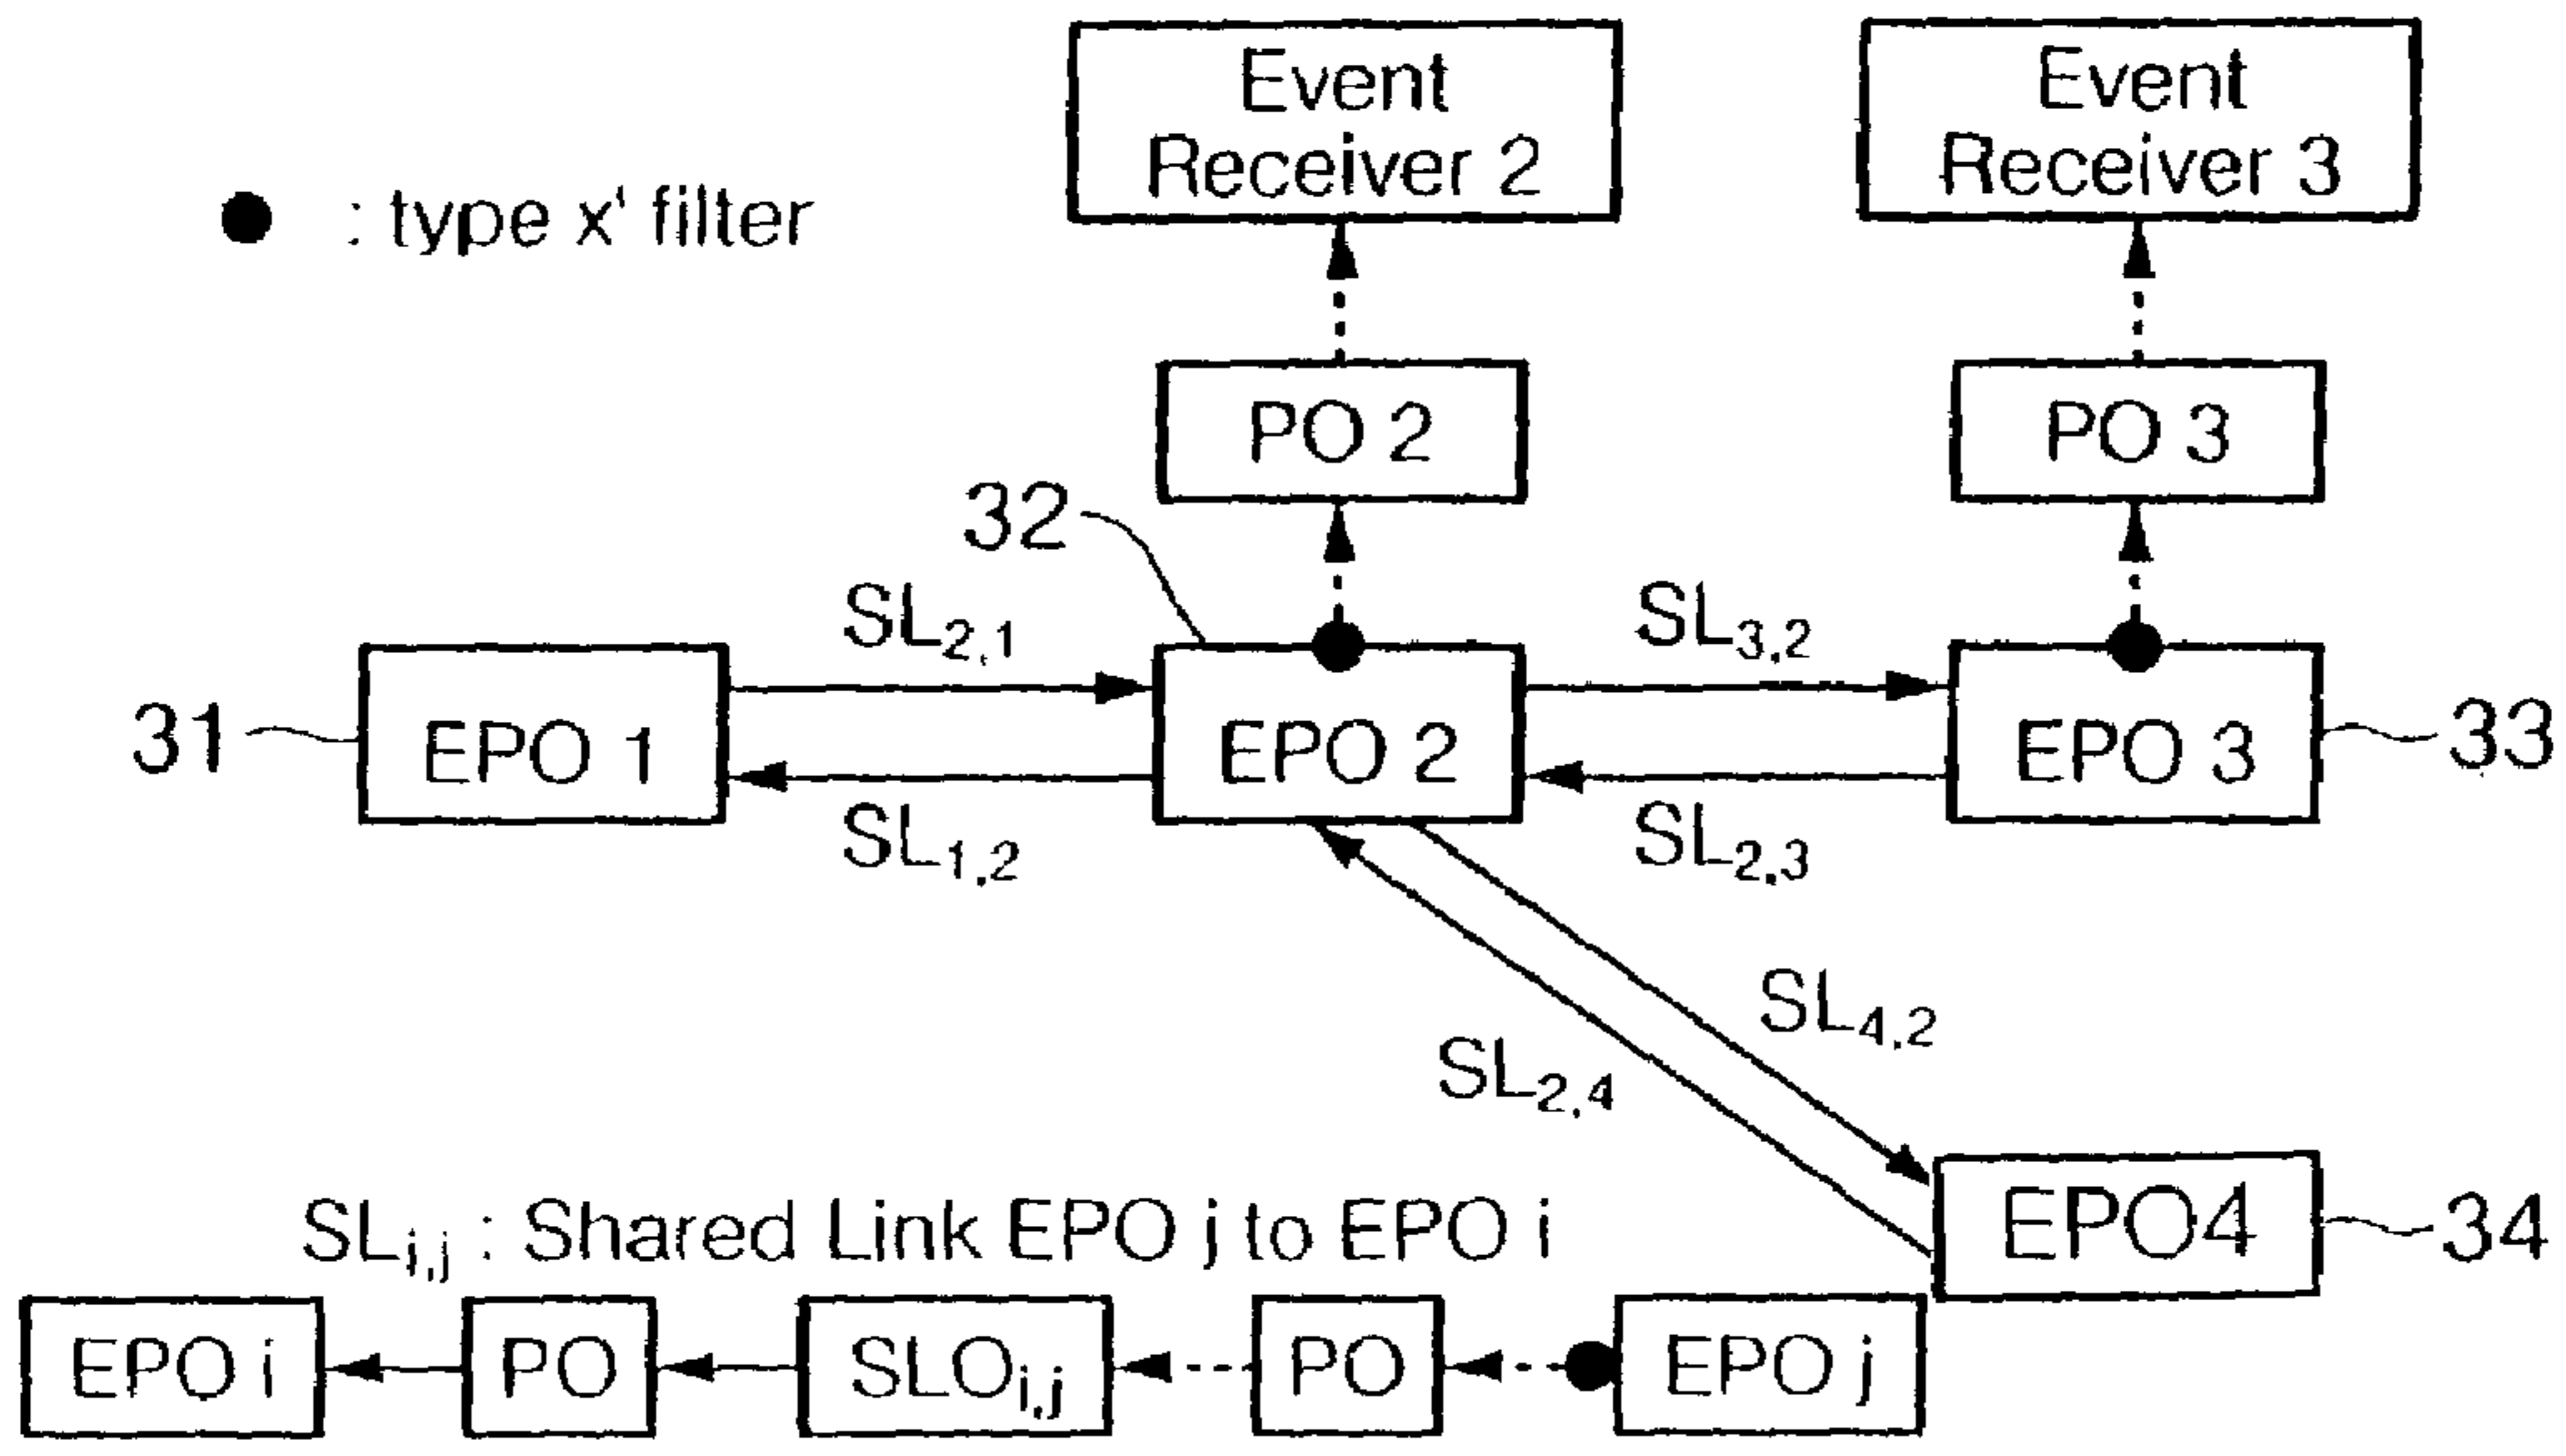 Event
Receiver 2
Event
Receiver 3
: type x' filter
PO 2
PO 3
32
SL2,1
SL3,2
31
EPO 1
EPO 2
EPO 3
33
SL1,2
SL2,3
SL4,2
SL2,4
EPO4
34
SLi,j : Shared Link EPO j to EPO i
EPO i
PO
SLOi,j
PO
EPO j